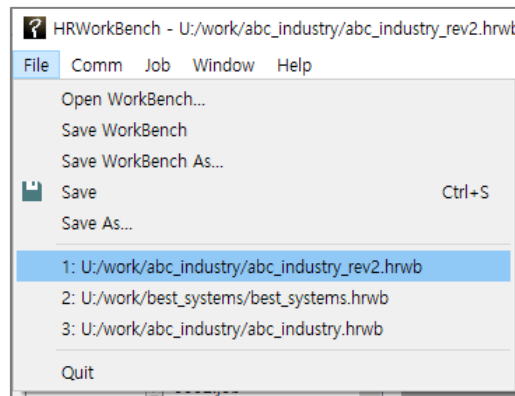 HRWorkBench - U:/work/abc_industry/abc_industry_rev2.hrwb
File Comm Job Window Help
Open WorkBench...
Save WorkBench
Save WorkBench As...
Save Ctrl+S
Save As...
1: U:/work/abc_industry/abc_industry_rev2.hrwb
2: U:/work/best_systems/best_systems.hrwb
3: U:/work/abc_industry/abc_industry.hrwb
Quit